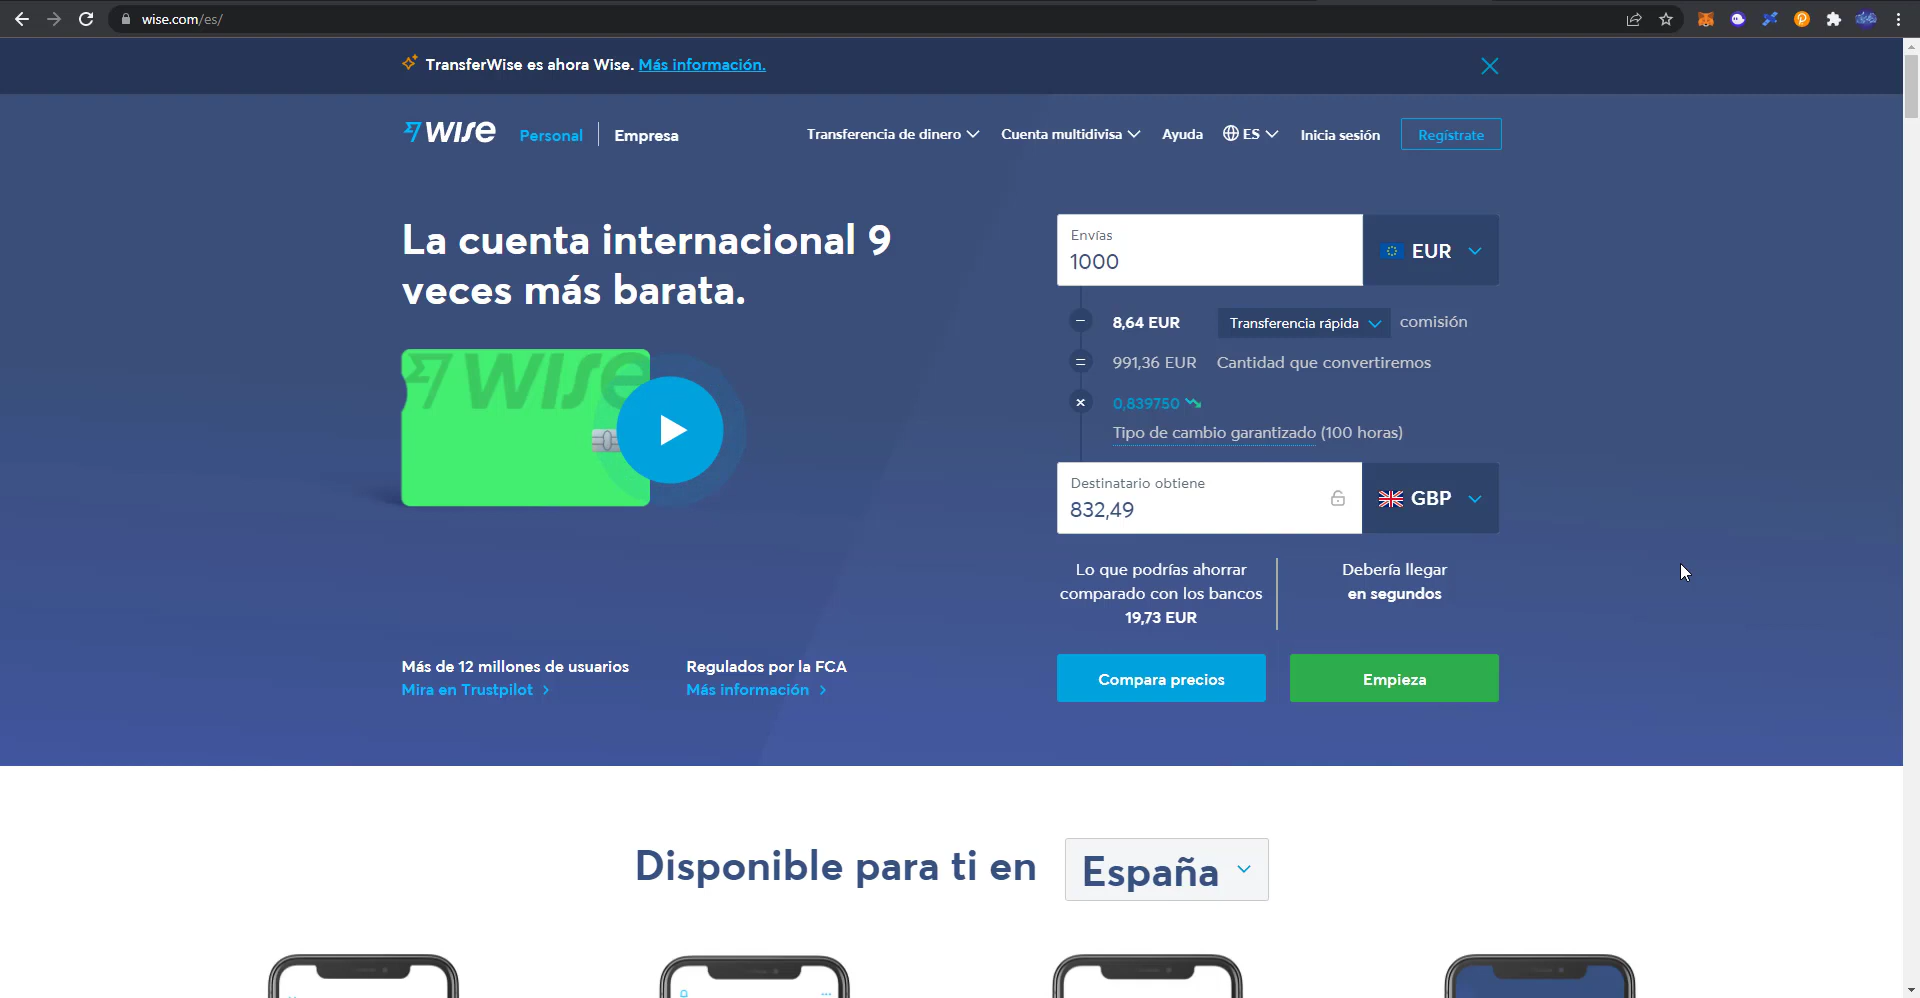 wise.com/es/
TransferWise es ahora Wise. Más información.
WISE Personal Empresa Transferencia de dinero Cuenta multidivisa Ayuda ES Inicia sesión Regístrate
La cuenta internacional 9
veces más barata.
WISE
Envías
1000
EUR
8,64 EUR Transferencia rápida comisión
991,36 EUR Cantidad que convertiremos
0,839750
Tipo de cambio garantizado (100 horas)
Destinatario obtiene
832,49
GBP
Lo que podrías ahorrar
comparado con los bancos
19,73 EUR
Debería llegar
en segundos
Más de 12 millones de usuarios
Mira en Trustpilot
Regulados por la FCA
Más información
Compara precios
Empieza
Disponible para ti en España